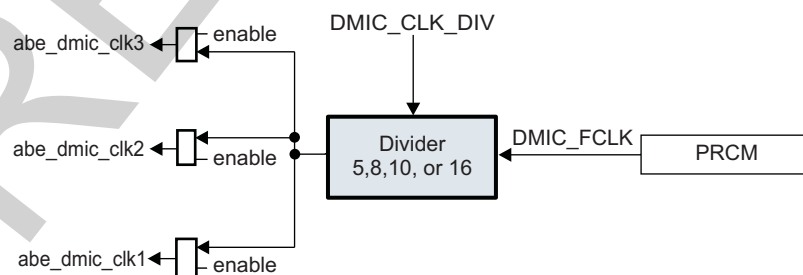 DMIC_CLK_DIV
abe_dmic_clk3
enable
abe_dmic_clk2
enable
Divider
5,8,10, or 16
DMIC_FCLK
PRCM
abe_dmic_clk1
enable